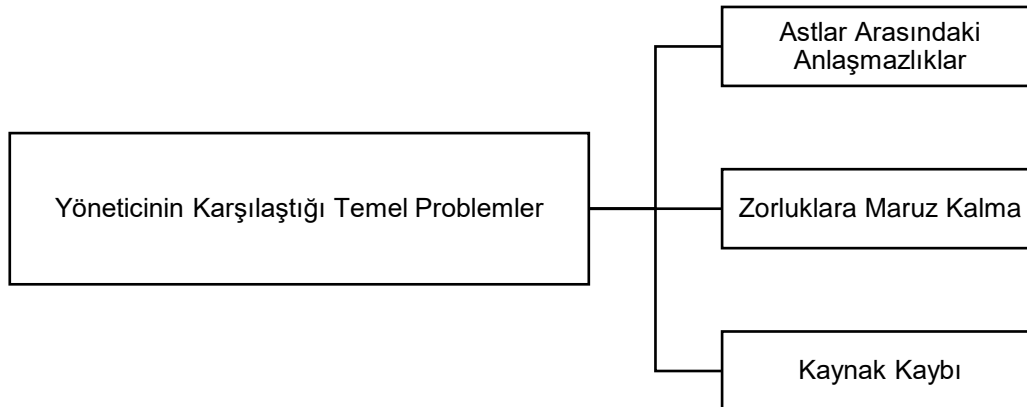 Astlar Arasındaki
Anlaşmazlıklar
Yöneticinin Karşılaştığı Temel Problemler
Zorluklara Maruz Kalma
Kaynak Kaybı